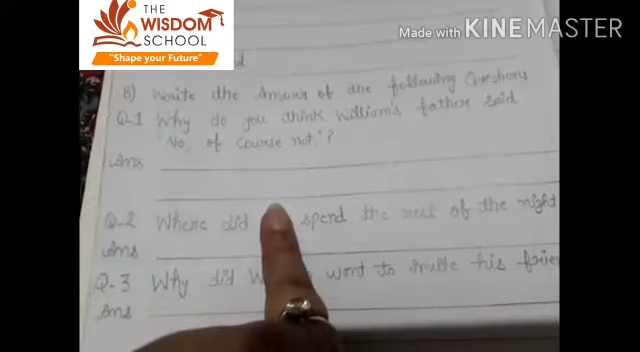 THE
WISDOM
SCHOOL
"Shape your Future"
Made with KINEMASTER
B) Write the Answer of the following Questions
Q-1 Why do you think William's father said
"No, of course not."?
Ans
Q-2 Where did spend the rest of the night
Ans
Q-3 Why did want to invite his
Ans